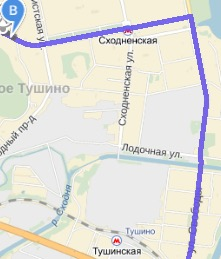 B
Сходненская
ое Тушино
Сходненская ул.
Лодочная ул.
р. Сходня
Тушино
Тушинская